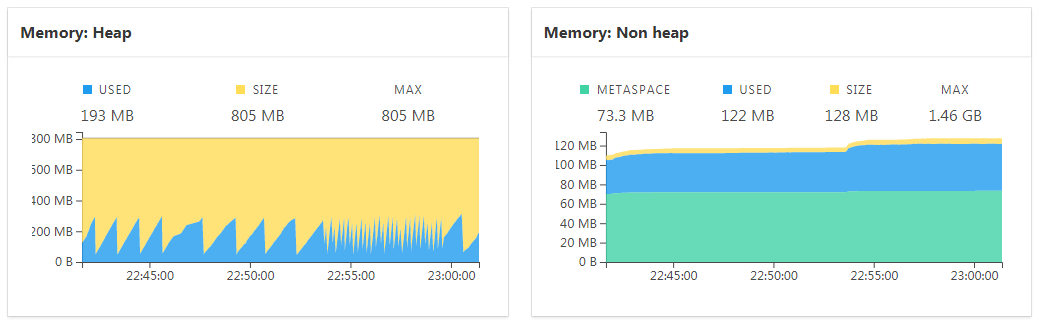 Memory: Heap
USED SIZE MAX
193 MB 805 MB 805 MB
800 MB
600 MB
400 MB
200 MB
0 B
22:45:00 22:50:00 22:55:00 23:00:00
Memory: Non heap
METASPACE USED SIZE MAX
73.3 MB 122 MB 128 MB 1.46 GB
120 MB
100 MB
80 MB
60 MB
40 MB
20 MB
0 B
22:45:00 22:50:00 22:55:00 23:00:00